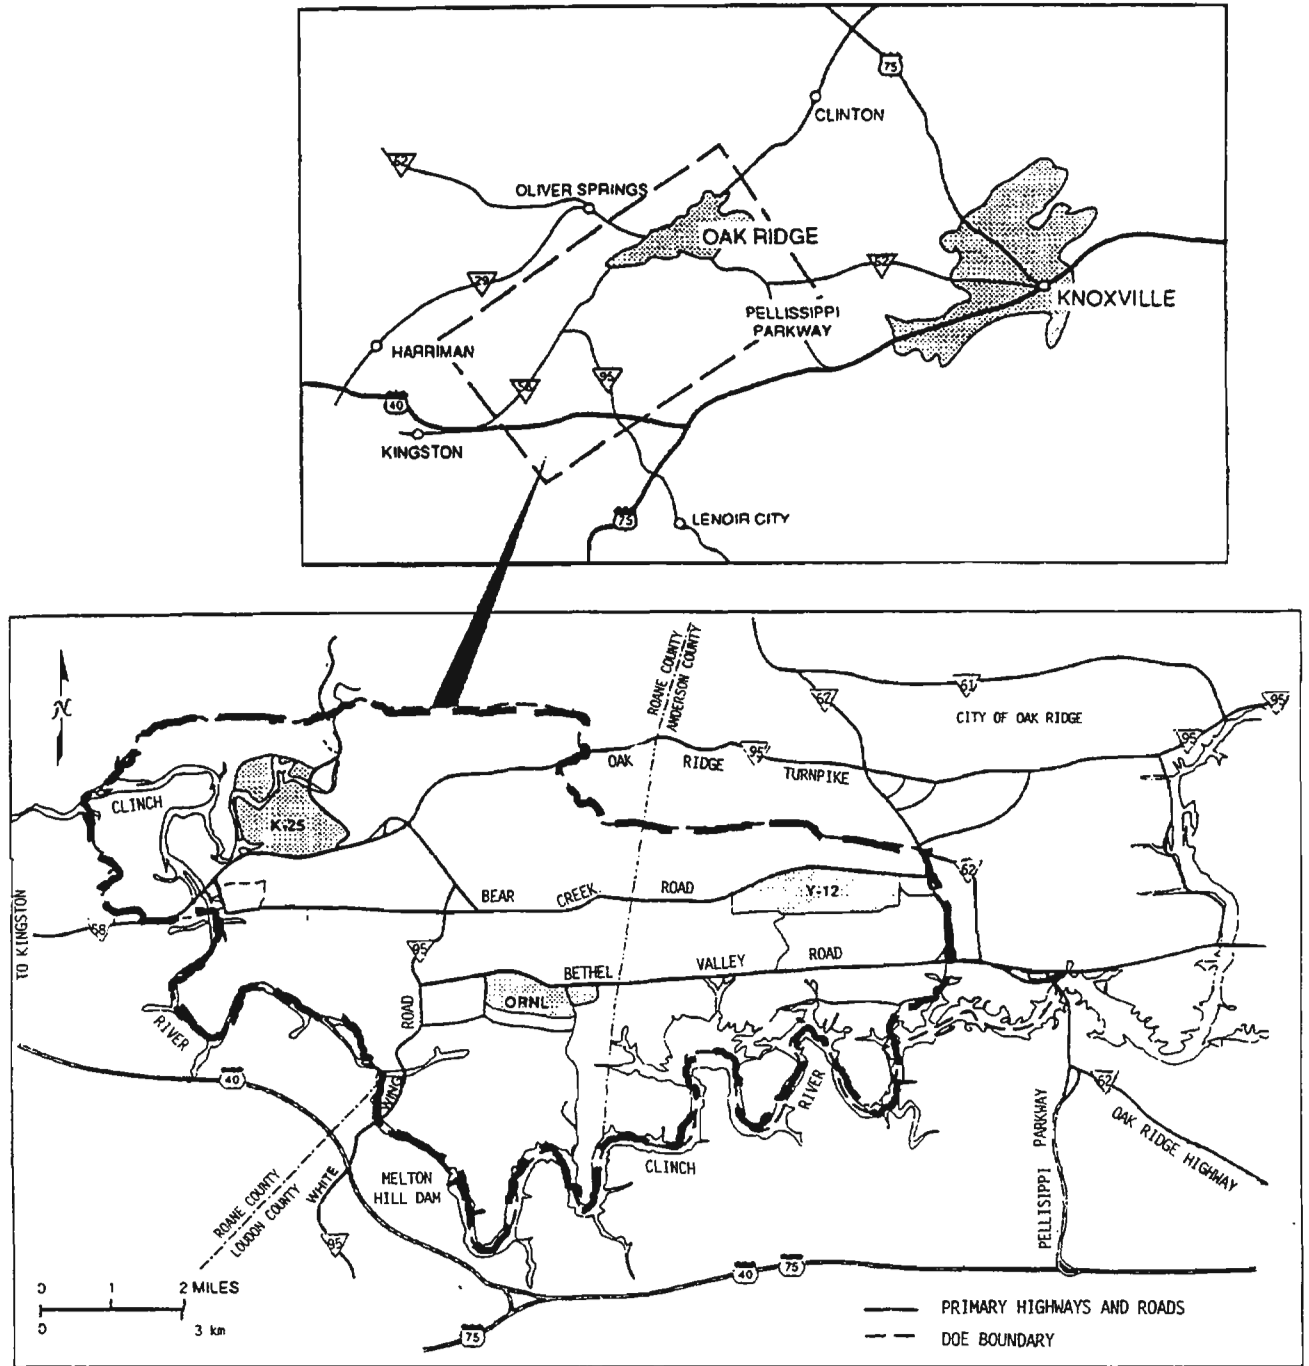 75
CLINTON
62
OLIVER SPRINGS
OAK RIDGE
62
29
KNOXVILLE
PELLISSIPPI
PARKWAY
HARRIMAN
58
95
40
KINGSTON
75
LENOIR CITY
N
ROANE COUNTY
ANDERSON COUNTY
62
61
95
CITY OF OAK RIDGE
95
OAK RIDGE TURNPIKE
95
CLINCH
K-25
62
BEAR CREEK ROAD
Y-12
TO KINGSTON
58
95
BETHEL VALLEY ROAD
ORNL
ROAD
RIVER
40
WING
RIVER
62
PARKWAY
OAK RIDGE HIGHWAY
CLINCH
MELTON
HILL DAM
WHITE
ROANE COUNTY
LOUDON COUNTY
PELLISIPPI
95
40
75
0 1 2 MILES
0 3 km
75
PRIMARY HIGHWAYS AND ROADS
DOE BOUNDARY